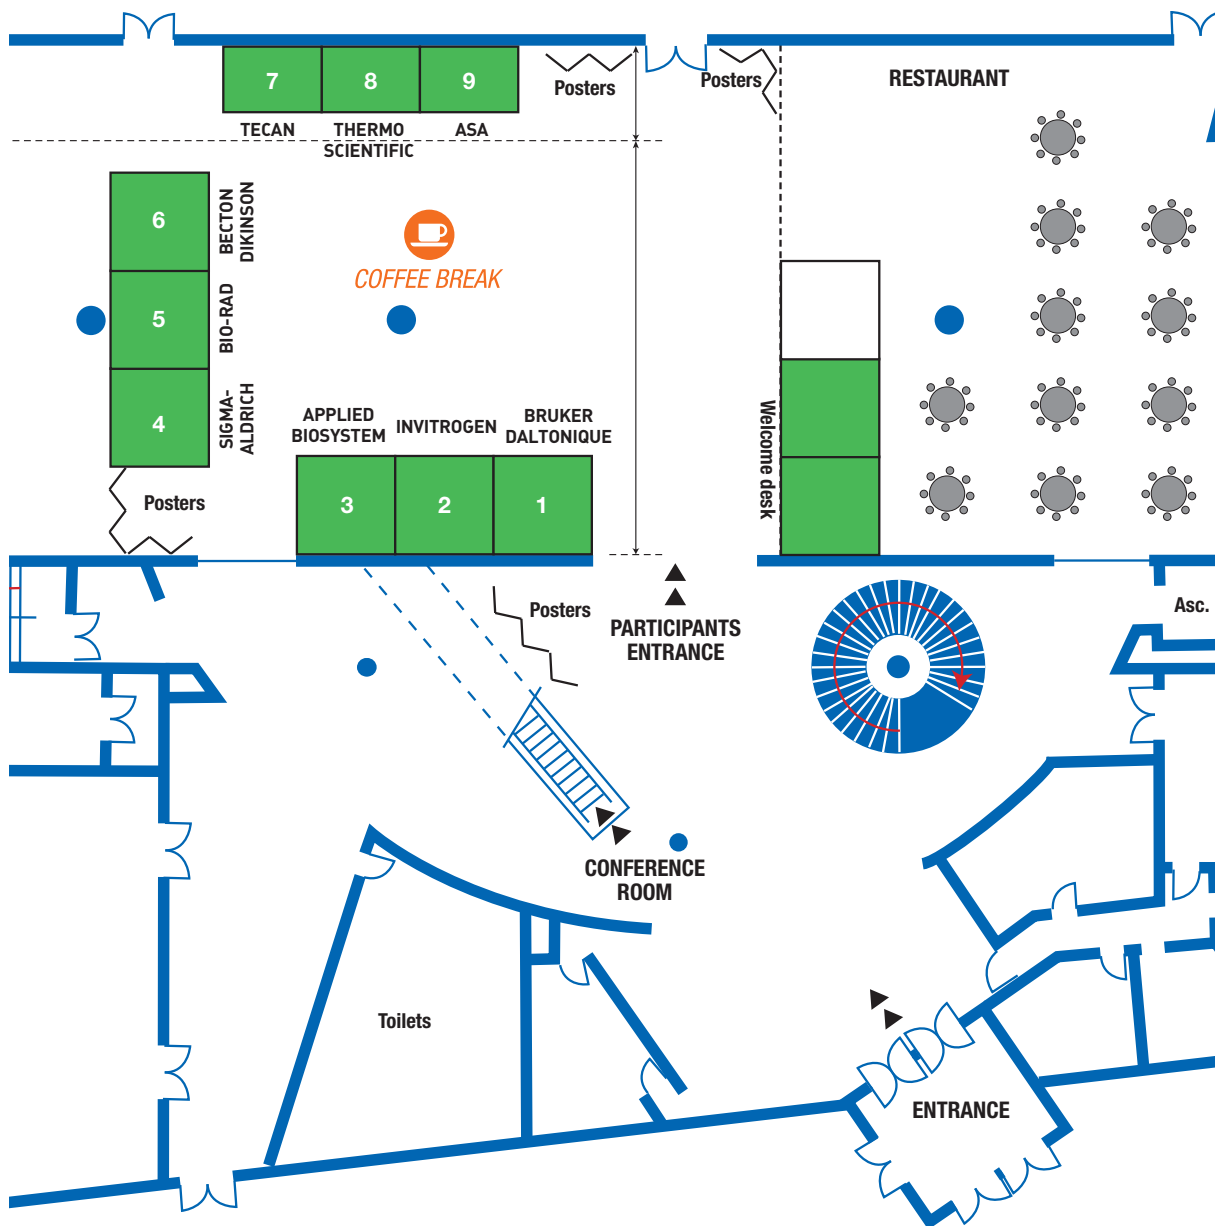 7
8
9
Posters
Posters
RESTAURANT
TECAN
THERMO
SCIENTIFIC
ASA
6
BECTON
DIKINSON
COFFEE BREAK
5
BIO-RAD
4
SIGMA-
ALDRICH
APPLIED
BIOSYSTEM
INVITROGEN
BRUKER
DALTONIQUE
Welcome desk
Posters
3
2
1
Posters
PARTICIPANTS
ENTRANCE
Asc.
CONFERENCE
ROOM
Toilets
ENTRANCE